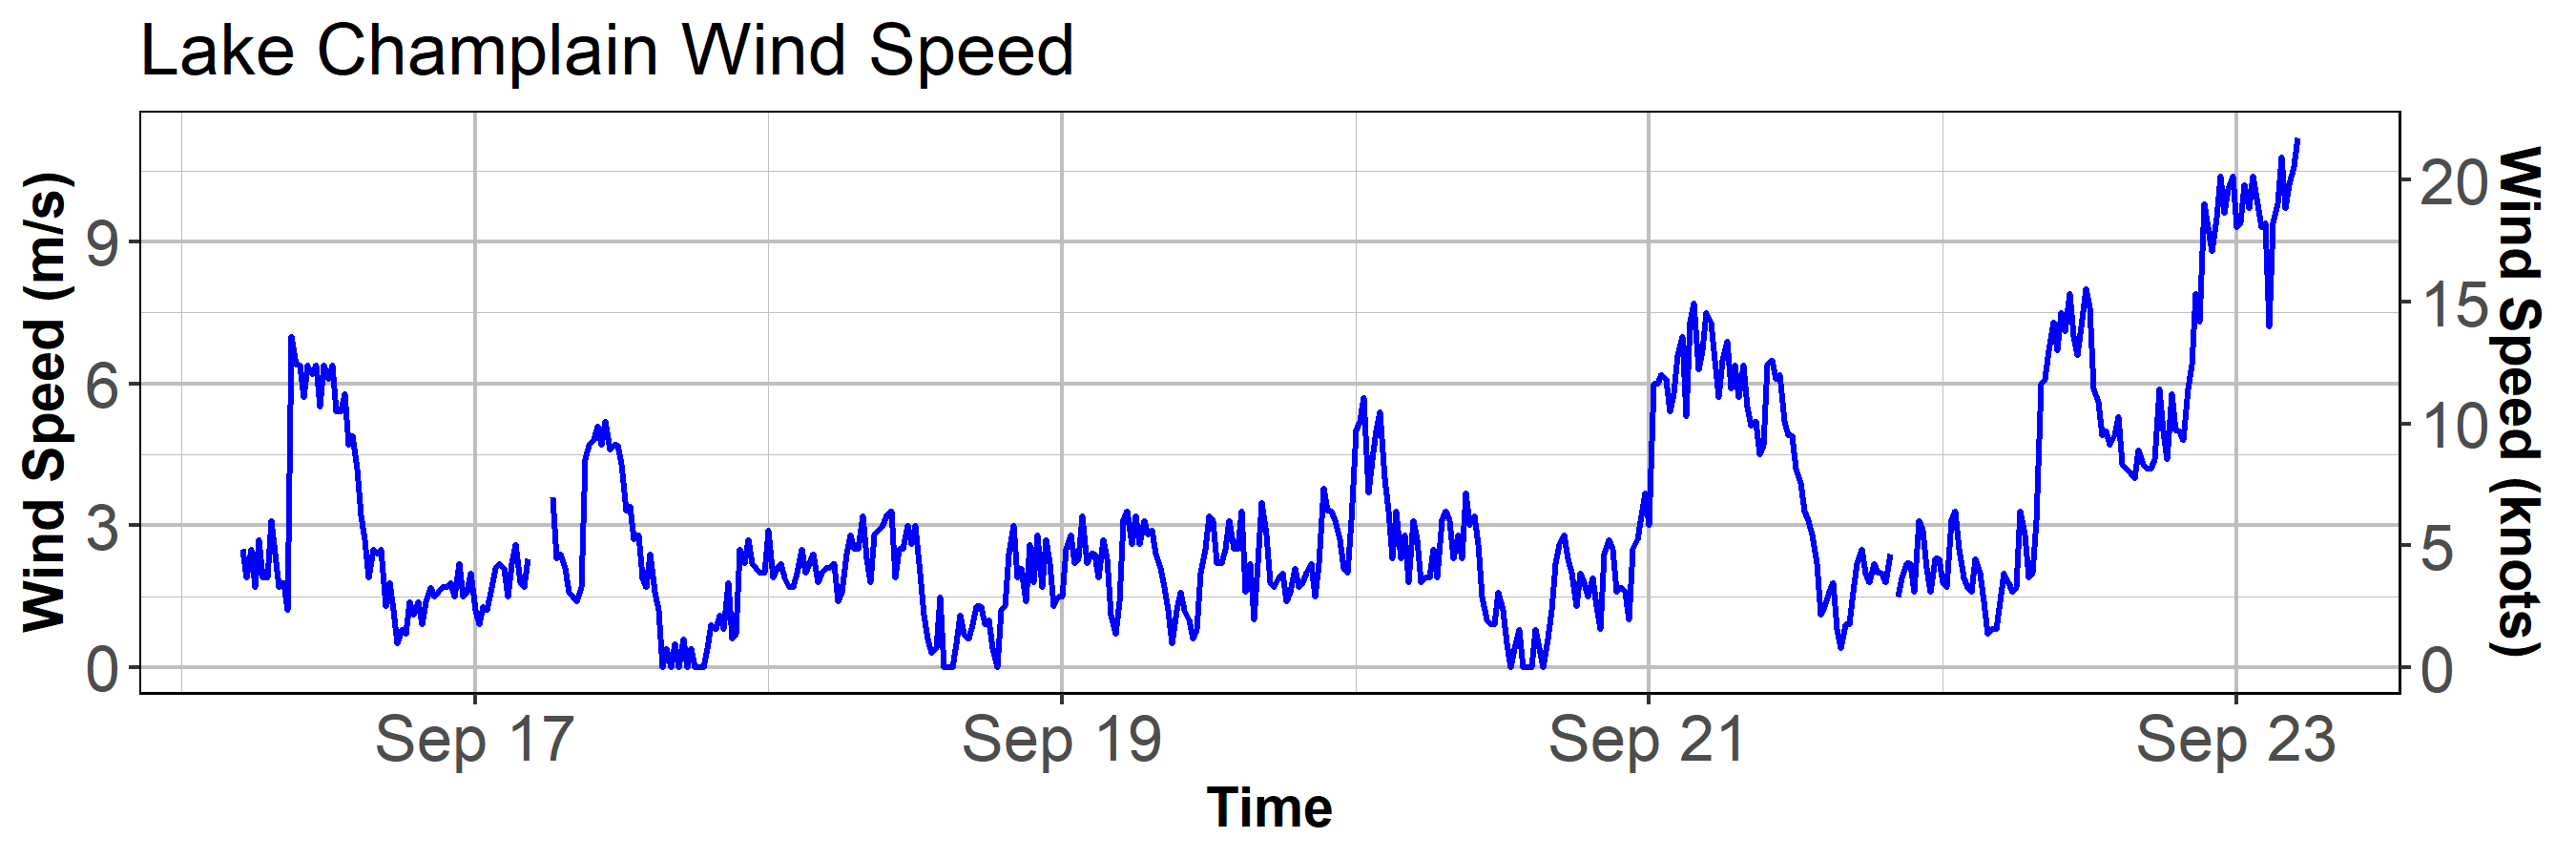 Lake Champlain Wind Speed
Wind Speed (m/s)
9
6
3
0
20
15
10
5
0
Wind Speed (knots)
Sep 17
Sep 19
Sep 21
Sep 23
Time